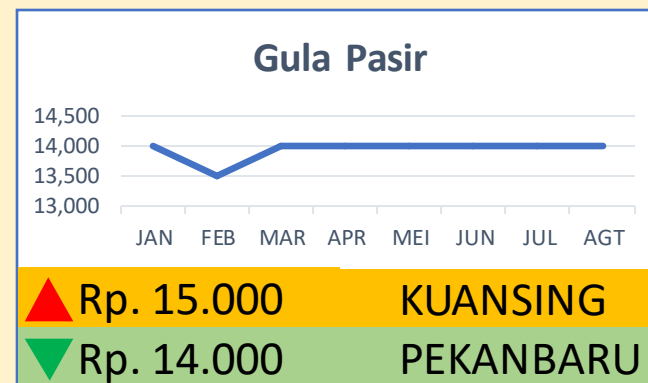 Gula Pasir
14,500
14,000
13,500
13,000
JAN FEB MAR APR MEI JUN JUL AGT
Rp. 15.000 KUANSING
Rp. 14.000 PEKANBARU